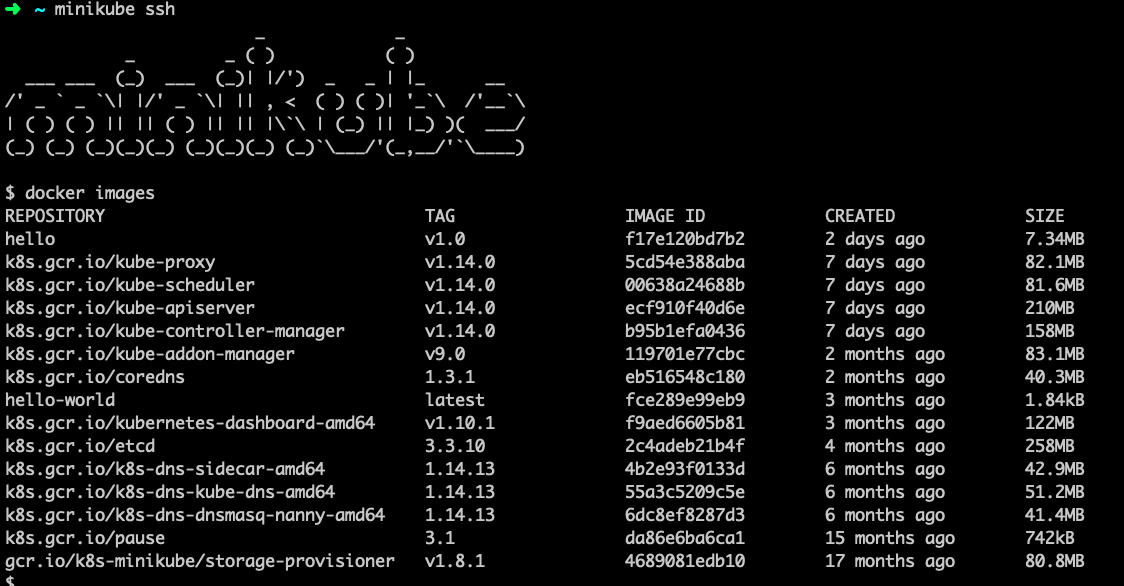 ➜ ~ minikube ssh
minikube
$ docker images
REPOSITORY TAG IMAGE ID CREATED SIZE
hello v1.0 f17e120bd7b2 2 days ago 7.34MB
k8s.gcr.io/kube-proxy v1.14.0 5cd54e388aba 7 days ago 82.1MB
k8s.gcr.io/kube-scheduler v1.14.0 00638a24688b 7 days ago 81.6MB
k8s.gcr.io/kube-apiserver v1.14.0 ecf910f40d6e 7 days ago 210MB
k8s.gcr.io/kube-controller-manager v1.14.0 b95b1efa0436 7 days ago 158MB
k8s.gcr.io/kube-addon-manager v9.0 119701e77cbc 2 months ago 83.1MB
k8s.gcr.io/coredns 1.3.1 eb516548c180 2 months ago 40.3MB
hello-world latest fce289e99eb9 3 months ago 1.84kB
k8s.gcr.io/kubernetes-dashboard-amd64 v1.10.1 f9aed6605b81 3 months ago 122MB
k8s.gcr.io/etcd 3.3.10 2c4adeb21b4f 4 months ago 258MB
k8s.gcr.io/k8s-dns-sidecar-amd64 1.14.13 4b2e93f0133d 6 months ago 42.9MB
k8s.gcr.io/k8s-dns-kube-dns-amd64 1.14.13 55a3c5209c5e 6 months ago 51.2MB
k8s.gcr.io/k8s-dns-dnsmasq-nanny-amd64 1.14.13 6dc8ef8287d3 6 months ago 41.4MB
k8s.gcr.io/pause 3.1 da86e6ba6ca1 15 months ago 742kB
gcr.io/k8s-minikube/storage-provisioner v1.8.1 4689081edb10 17 months ago 80.8MB
$